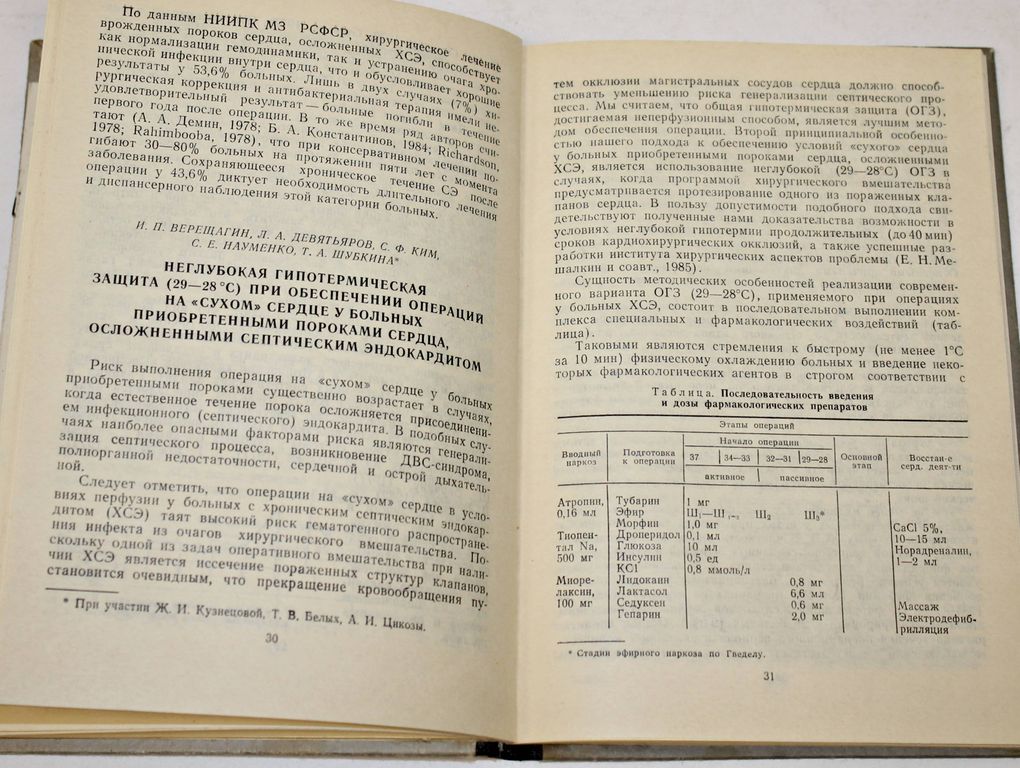 По данным НИИПК МЗ РСФСР, хирургическое лечение
врожденных пороков сердца, осложненных ХСЭ, способствует
как нормализации гемодинамики, так и устранению очага хро-
нической инфекции внутри сердца, что и обусловливает хорошие
результаты у 53,6% больных. Лишь в двух случаях (7%) хи-
рургическая коррекция и антибактериальная терапия имели не-
удовлетворительный результат — больные погибли в течение
первого года после операции. В то же время ряд авторов счи-
тают (А. А. Демин, 1978; Б. А. Константинов, 1984; Richardson,
1978; Rahimbooba, 1978), что при консервативном лечении по-
гибают 30—80% больных на протяжении пяти лет с момента
заболевания. Сохраняющееся хроническое течение СЭ после
операции у 43,6% диктует необходимость длительного лечения
и диспансерного наблюдения этой категории больных.
И. П. ВЕРЕЩАГИН, Л. А. ДЕВЯТЬЯРОВ, С. Ф. КИМ,
С. Е. НАУМЕНКО, Т. А. ШУБКИНА*
НЕГЛУБОКАЯ ГИПОТЕРМИЧЕСКАЯ
ЗАЩИТА (29—28 °С) ПРИ ОБЕСПЕЧЕНИИ ОПЕРАЦИЙ
НА «СУХОМ» СЕРДЦЕ У БОЛЬНЫХ
ПРИОБРЕТЕННЫМИ ПОРОКАМИ СЕРДЦА,
ОСЛОЖНЕННЫМИ СЕПТИЧЕСКИМ ЭНДОКАРДИТОМ
Риск выполнения операция на «сухом» сердце у больных
приобретенными пороками существенно возрастает в случаях,
когда естественное течение порока осложняется присоединени-
ем инфекционного (септического) эндокардита. В подобных слу-
чаях наиболее опасными факторами риска являются генерали-
зация септического процесса, возникновение ДВС-синдрома,
полиорганной недостаточности, сердечной и острой дыхатель-
ной.
Следует отметить, что операции на «сухом» сердце в усло-
виях перфузии у больных с хроническим септическим эндокар-
дитом (ХСЭ) таят высокий риск гематогенного распростране-
ния инфекта из очагов хирургического вмешательства. По-
скольку одной из задач оперативного вмешательства при нали-
чии ХСЭ является иссечение пораженных структур клапанов,
становится очевидным, что прекращение кровообращения пу-
* При участии Ж. И. Кузнецовой, Т. В, Белых, А. И. Цикозы.
30
тем окклюзии магистральных сосудов сердца должно способ-
ствовать уменьшению риска генерализации септического про-
цесса. Мы считаем, что общая гипотермическая защита (ОГЗ),
достигаемая неперфузионным способом, является лучшим мето-
дом обеспечения операции. Второй принципиальной особенно-
стью нашего подхода к обеспечению условий «сухого» сердца
у больных приобретенными пороками сердца, осложненными
ХСЭ, является использование неглубокой (29—28°С) ОГЗ в
случаях, когда программой хирургического вмешательства
предусматривается протезирование одного из пораженных кла-
панов сердца. В пользу допустимости подобного подхода сви-
детельствуют полученные нами доказательства возможности в
условиях неглубокой гипотермии продолжительных (до 40 мин)
сроков кардиохирургических окклюзий, а также успешные раз-
работки института хирургических аспектов проблемы (Е. Н. Ме-
шалкин и соавт., 1985).
Сущность методических особенностей реализации современ-
ного варианта ОГЗ (29—28°С), применяемого при операциях
у больных ХСЭ, состоит в последовательном выполнении ком-
плекса специальных и фармакологических воздействий (таб-
лица).
Таковыми являются стремления к быстрому (не менее 1°С
за 10 мин) физическому охлаждению больных и введение неко-
торых фармакологических агентов в строгом соответствии с
Таблица. Последовательность введения
и дозы фармакологических препаратов
Этапы операций
Вводный наркоз
Подготовка к операции
Начало операции
37 34—33 32—31 29—28
активное пассивное
Основной этап
Восстан-е серд. деят-ти
Атропин, Тубарин 1 мг
0,16 мл Эфир Ш₁—Ш₁₋₂ Ш₂ Ш₃*
Морфин 1,0 мг CaCl 5%,
Тиопен- Дроперидол 0,1 мл 10—15 мл
тал Na, Глюкоза 10 мл Норадреналин,
500 мг Инсулин 0,5 ед 1—2 мл
KCl 0,8 ммоль/л
Миоре- Лидокаин 0,8 мг
лаксин, Лактасол 6,6 мл
100 мг Седуксен 0,6 мг Массаж
Гепарин 2,0 мг Электродефиб-
рилляция
* Стадии эфирного наркоза по Гведелу.
31